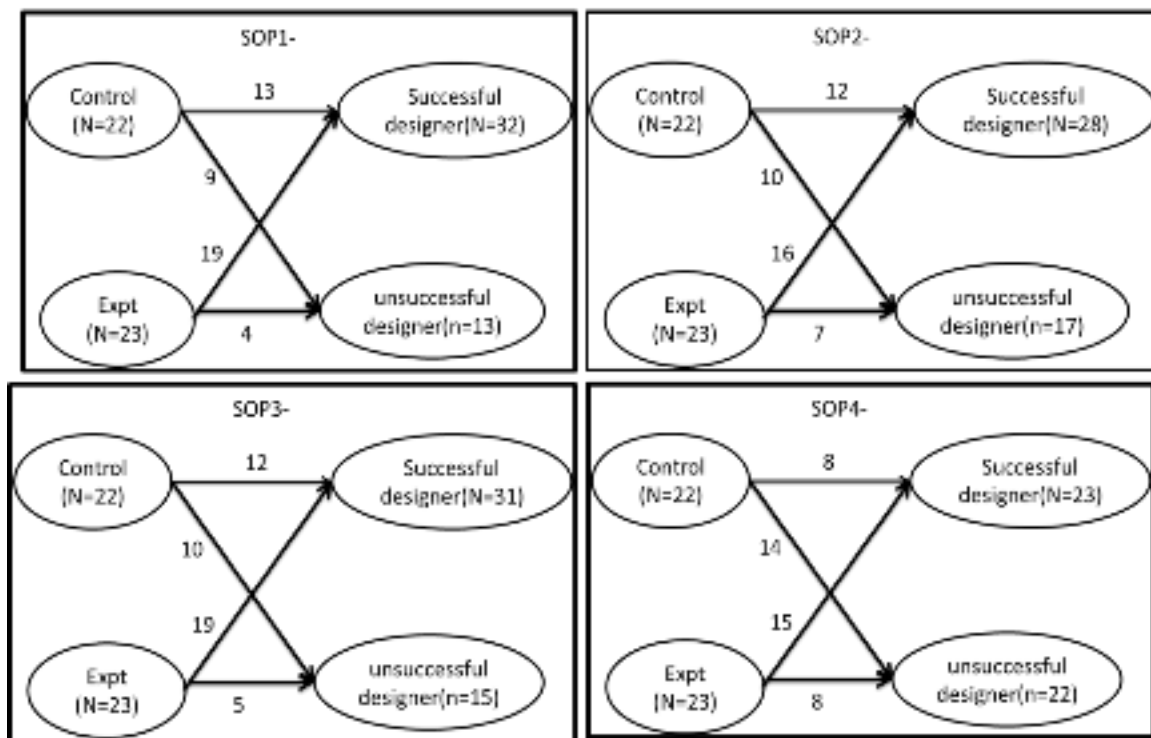 SOP1-
Control
(N=22)
13
Successful
designer(N=32)
9
19
Expt
(N=23)
4
unsuccessful
designer(n=13)
SOP2-
Control
(N=22)
12
Successful
designer(N=28)
10
16
Expt
(N=23)
7
unsuccessful
designer(n=17)
SOP3-
Control
(N=22)
12
Successful
designer(N=31)
10
19
Expt
(N=23)
5
unsuccessful
designer(n=15)
SOP4-
Control
(N=22)
8
Successful
designer(N=23)
14
15
Expt
(N=23)
8
unsuccessful
designer(n=22)